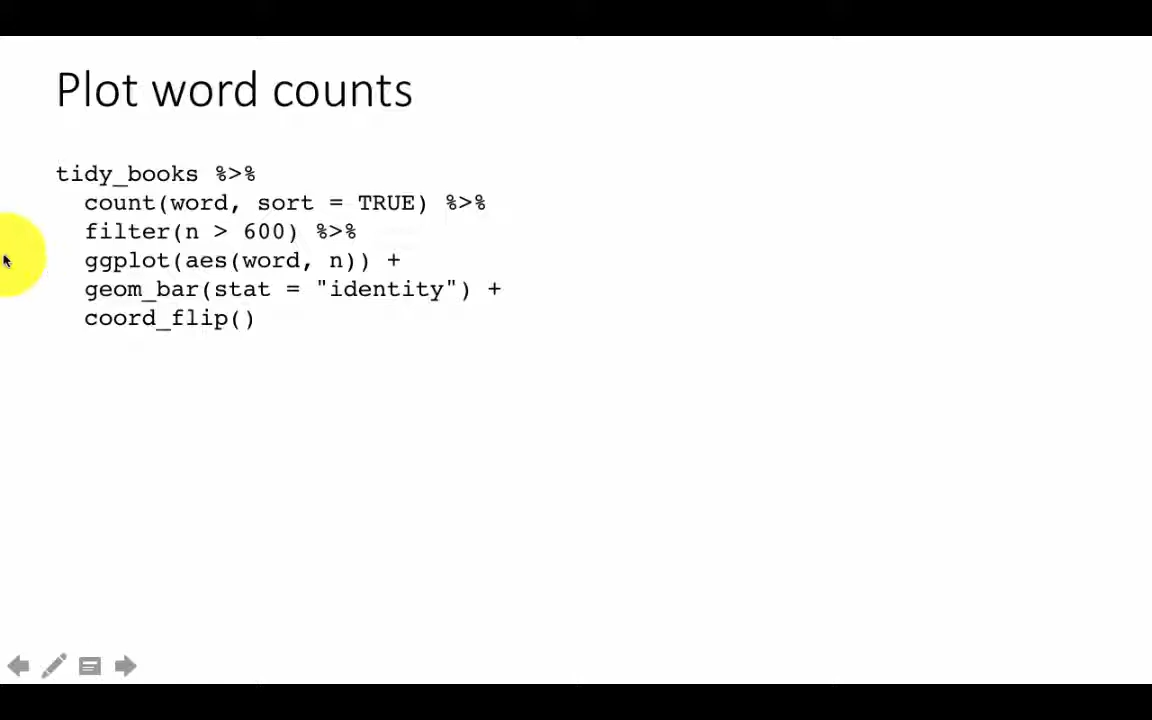 Plot word counts
tidy_books %>%
count(word, sort = TRUE) %>%
filter(n > 600) %>%
ggplot(aes(word, n)) +
geom_bar(stat = "identity") +
coord_flip()